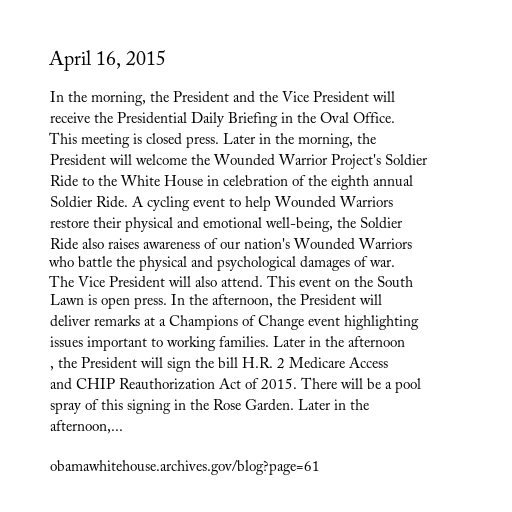 April 16, 2015
In the morning, the President and the Vice President will
receive the Presidential Daily Briefing in the Oval Office.
This meeting is closed press. Later in the morning, the
President will welcome the Wounded Warrior Project's Soldier
Ride to the White House in celebration of the eighth annual
Soldier Ride. A cycling event to help Wounded Warriors
restore their physical and emotional well-being, the Soldier
Ride also raises awareness of our nation's Wounded Warriors
who battle the physical and psychological damages of war.
The Vice President will also attend. This event on the South
Lawn is open press. In the afternoon, the President will
deliver remarks at a Champions of Change event highlighting
issues important to working families. Later in the afternoon
, the President will sign the bill H.R. 2 Medicare Access
and CHIP Reauthorization Act of 2015. There will be a pool
spray of this signing in the Rose Garden. Later in the
afternoon,...
obamawhitehouse.archives.gov/blog?page=61